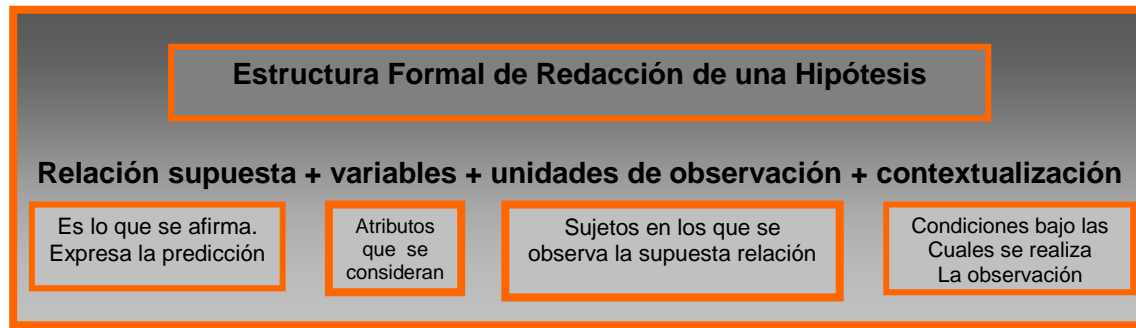 Estructura Formal de Redacción de una Hipótesis
Relación supuesta + variables + unidades de observación + contextualización
Es lo que se afirma.
Expresa la predicción
Atributos
que se
consideran
Sujetos en los que se
observa la supuesta relación
Condiciones bajo las
Cuales se realiza
La observación